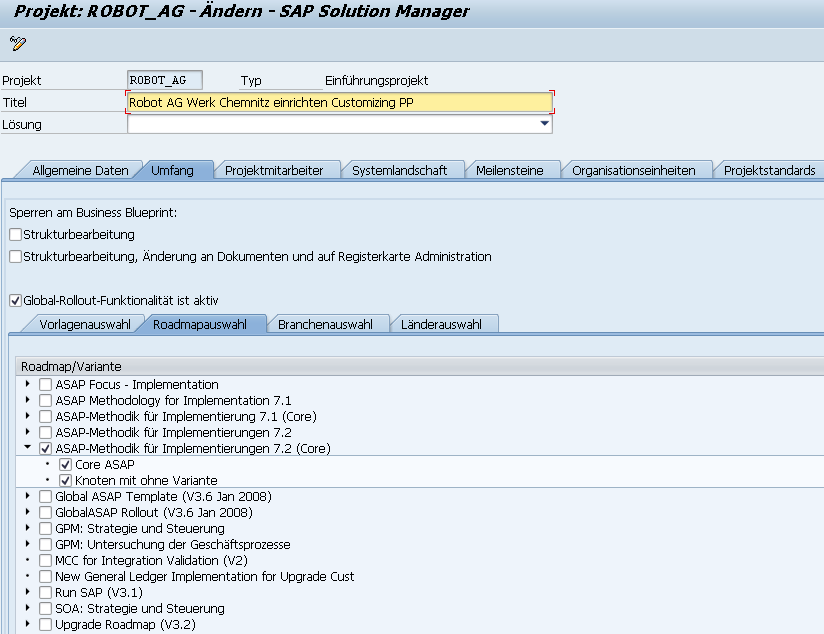 Projekt: ROBOT_AG - Ändern - SAP Solution Manager
Projekt ROBOT_AG Typ Einführungsprojekt
Titel Robot AG Werk Chemnitz einrichten Customizing PP
Lösung
Allgemeine Daten Umfang Projektmitarbeiter Systemlandschaft Meilensteine Organisationseinheiten Projektstandards
Sperren am Business Blueprint:
Strukturbearbeitung
Strukturbearbeitung, Änderung an Dokumenten und auf Registerkarte Administration
Global-Rollout-Funktionalität ist aktiv
Vorlagenauswahl Roadmapauswahl Branchenauswahl Länderauswahl
Roadmap/Variante
ASAP Focus - Implementation
ASAP Methodology for Implementation 7.1
ASAP-Methodik für Implementierung 7.1 (Core)
ASAP-Methodik für Implementierungen 7.2
ASAP-Methodik für Implementierungen 7.2 (Core)
Core ASAP
Knoten mit ohne Variante
Global ASAP Template (V3.6 Jan 2008)
GlobalASAP Rollout (V3.6 Jan 2008)
GPM: Strategie und Steuerung
GPM: Untersuchung der Geschäftsprozesse
MCC for Integration Validation (V2)
New General Ledger Implementation for Upgrade Cust
Run SAP (V3.1)
SOA: Strategie und Steuerung
Upgrade Roadmap (V3.2)